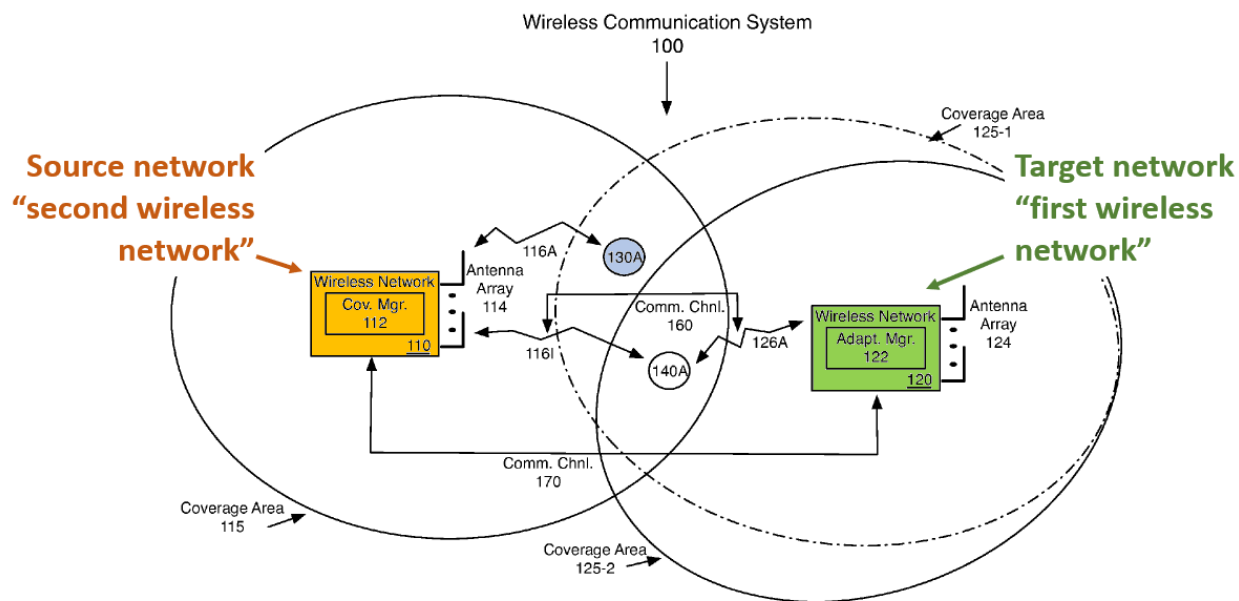 Wireless Communication System
100
Coverage Area
125-1
Source network
“second wireless
network”
Target network
“first wireless
network”
116A
130A
Wireless Network
Cov. Mgr.
112
110
Antenna
Array
114
Comm. Chnl.
160
116I
126A
140A
Wireless Network
Adapt. Mgr.
122
120
Antenna
Array
124
Comm. Chnl.
170
Coverage Area
115
Coverage Area
125-2